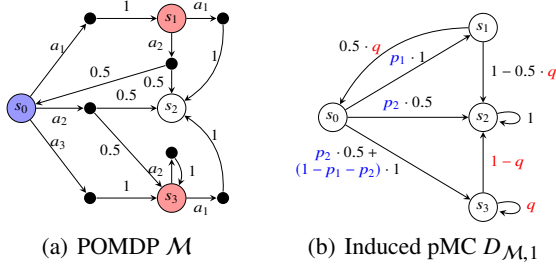 s₁
1
a₁
a₁
a₂
0.5
0.5
1
s₀
a₂
0.5
s₂
a₃
0.5
a₂
1
1
1
s₃
a₁
(a) POMDP ℳ
s₁
0.5 · q
p₁ · 1
1 − 0.5 · q
s₀
p₂ · 0.5
s₂
1
p₂ · 0.5 +
(1−p₁−p₂) · 1
1−q
s₃
q
(b) Induced pMC D_{ℳ,1}